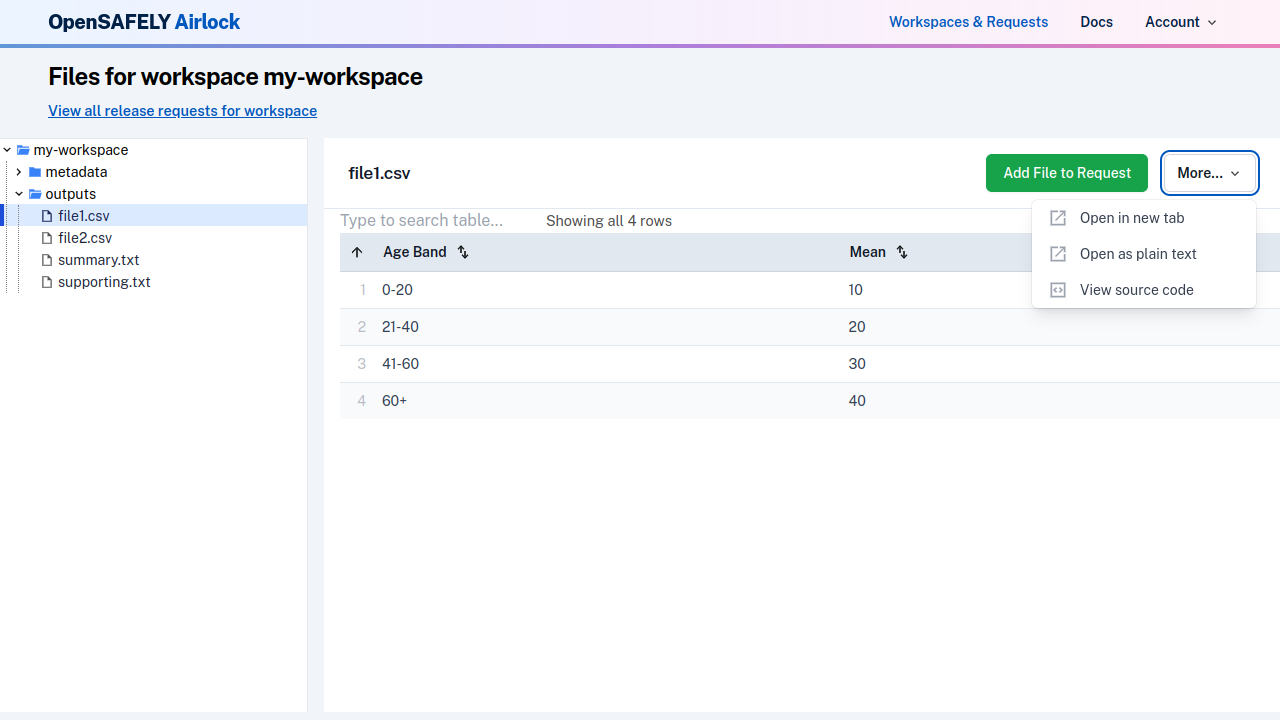 OpenSAFELY Airlock
Workspaces & Requests
Docs
Account
Files for workspace my-workspace
View all release requests for workspace
my-workspace
metadata
outputs
file1.csv
file2.csv
summary.txt
supporting.txt
file1.csv
Add File to Request
More...
Open in new tab
Open as plain text
View source code
Type to search table...
Showing all 4 rows
Age Band Mean
1 0-20 10
2 21-40 20
3 41-60 30
4 60+ 40